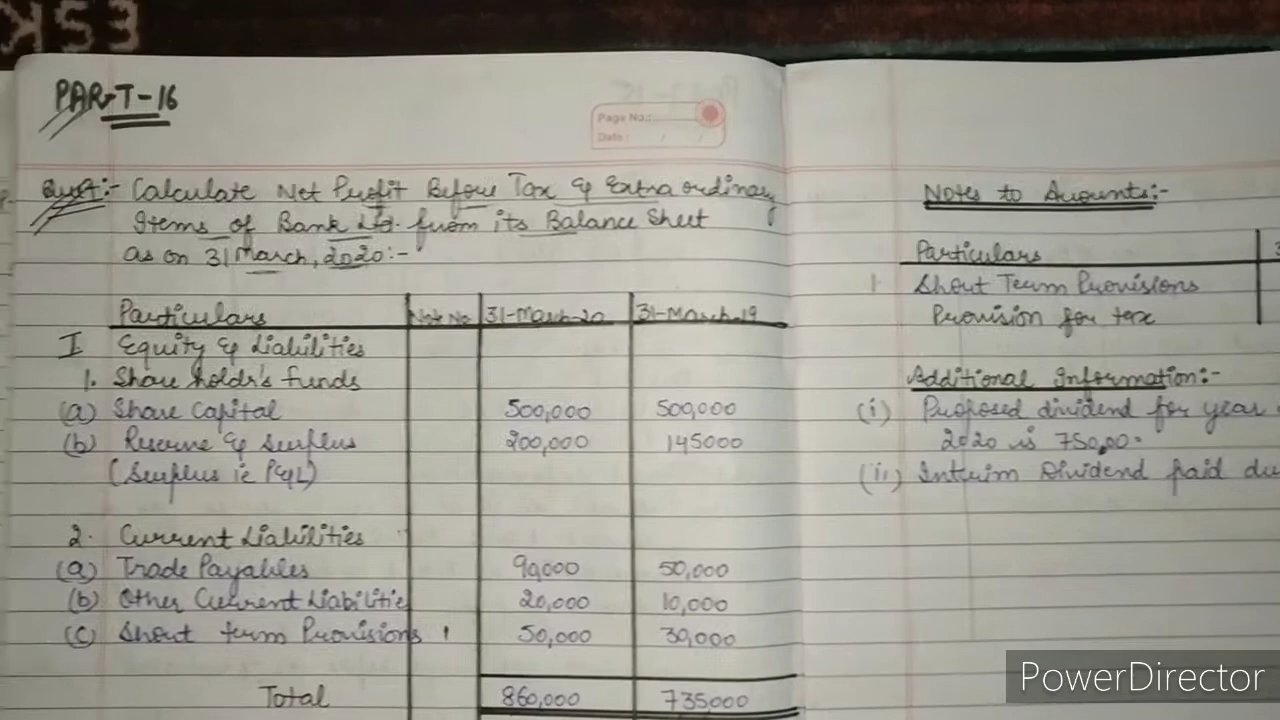 PART-16
Page No.:
Date: / /
Quest:- Calculate Net Profit Before Tax & Extra ordinary
Items of Bank Ltd. from its Balance Sheet
as on 31 March, 2020:-
Particulars Note No 31-March-20 31-March-19
I Equity & Liabilities
1. Share holdr's funds
(a) Share Capital 500,000 500,000
(b) Reserve & Surplus 200,000 145000
(Surplus ie P&L)
2. Current Liabilities
(a) Trade Payables 90,000 50,000
(b) Other Current Liabilitie 20,000 10,000
(c) Short term Provisions 1 50,000 30,000
Total 860,000 735000
Notes to Accounts:-
Particulars
1 Short Term Provisions
Provision for tax
Additional Information:-
(i) Proposed dividend for year
2020 is 750,00.
(ii) Interim Dividend paid du
PowerDirector